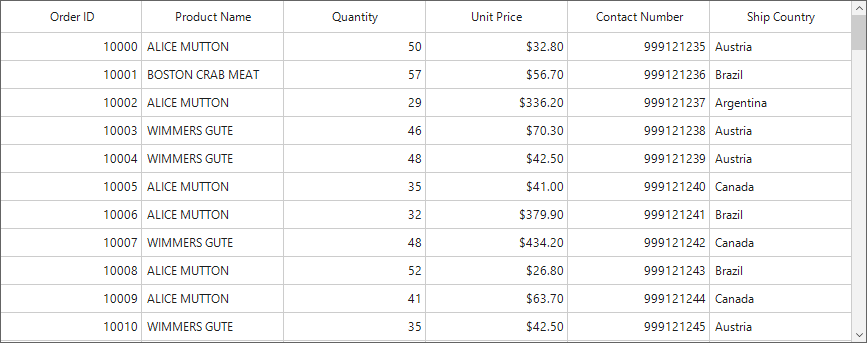 Order ID Product Name Quantity Unit Price Contact Number Ship Country
10000 ALICE MUTTON 50 $32.80 999121235 Austria
10001 BOSTON CRAB MEAT 57 $56.70 999121236 Brazil
10002 ALICE MUTTON 29 $336.20 999121237 Argentina
10003 WIMMERS GUTE 46 $70.30 999121238 Austria
10004 WIMMERS GUTE 48 $42.50 999121239 Austria
10005 ALICE MUTTON 35 $41.00 999121240 Canada
10006 ALICE MUTTON 32 $379.90 999121241 Brazil
10007 WIMMERS GUTE 48 $434.20 999121242 Canada
10008 ALICE MUTTON 52 $26.80 999121243 Brazil
10009 ALICE MUTTON 41 $63.70 999121244 Canada
10010 WIMMERS GUTE 35 $42.50 999121245 Austria